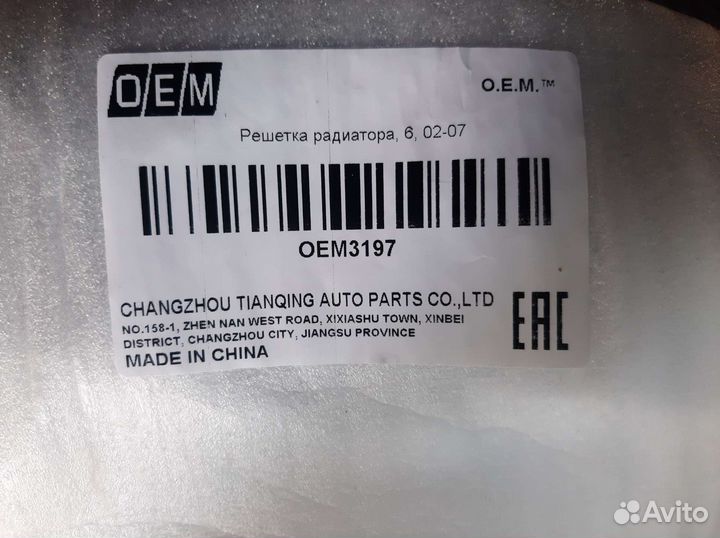 OEM
O.E.M.™
Решетка радиатора, 6, 02-07
OEM3197
CHANGZHOU TIANQING AUTO PARTS CO.,LTD
NO.158-1, ZHEN NAN WEST ROAD, XIXIASHU TOWN, XINBEI
DISTRICT, CHANGZHOU CITY, JIANGSU PROVINCE
MADE IN CHINA
EAC
Avito